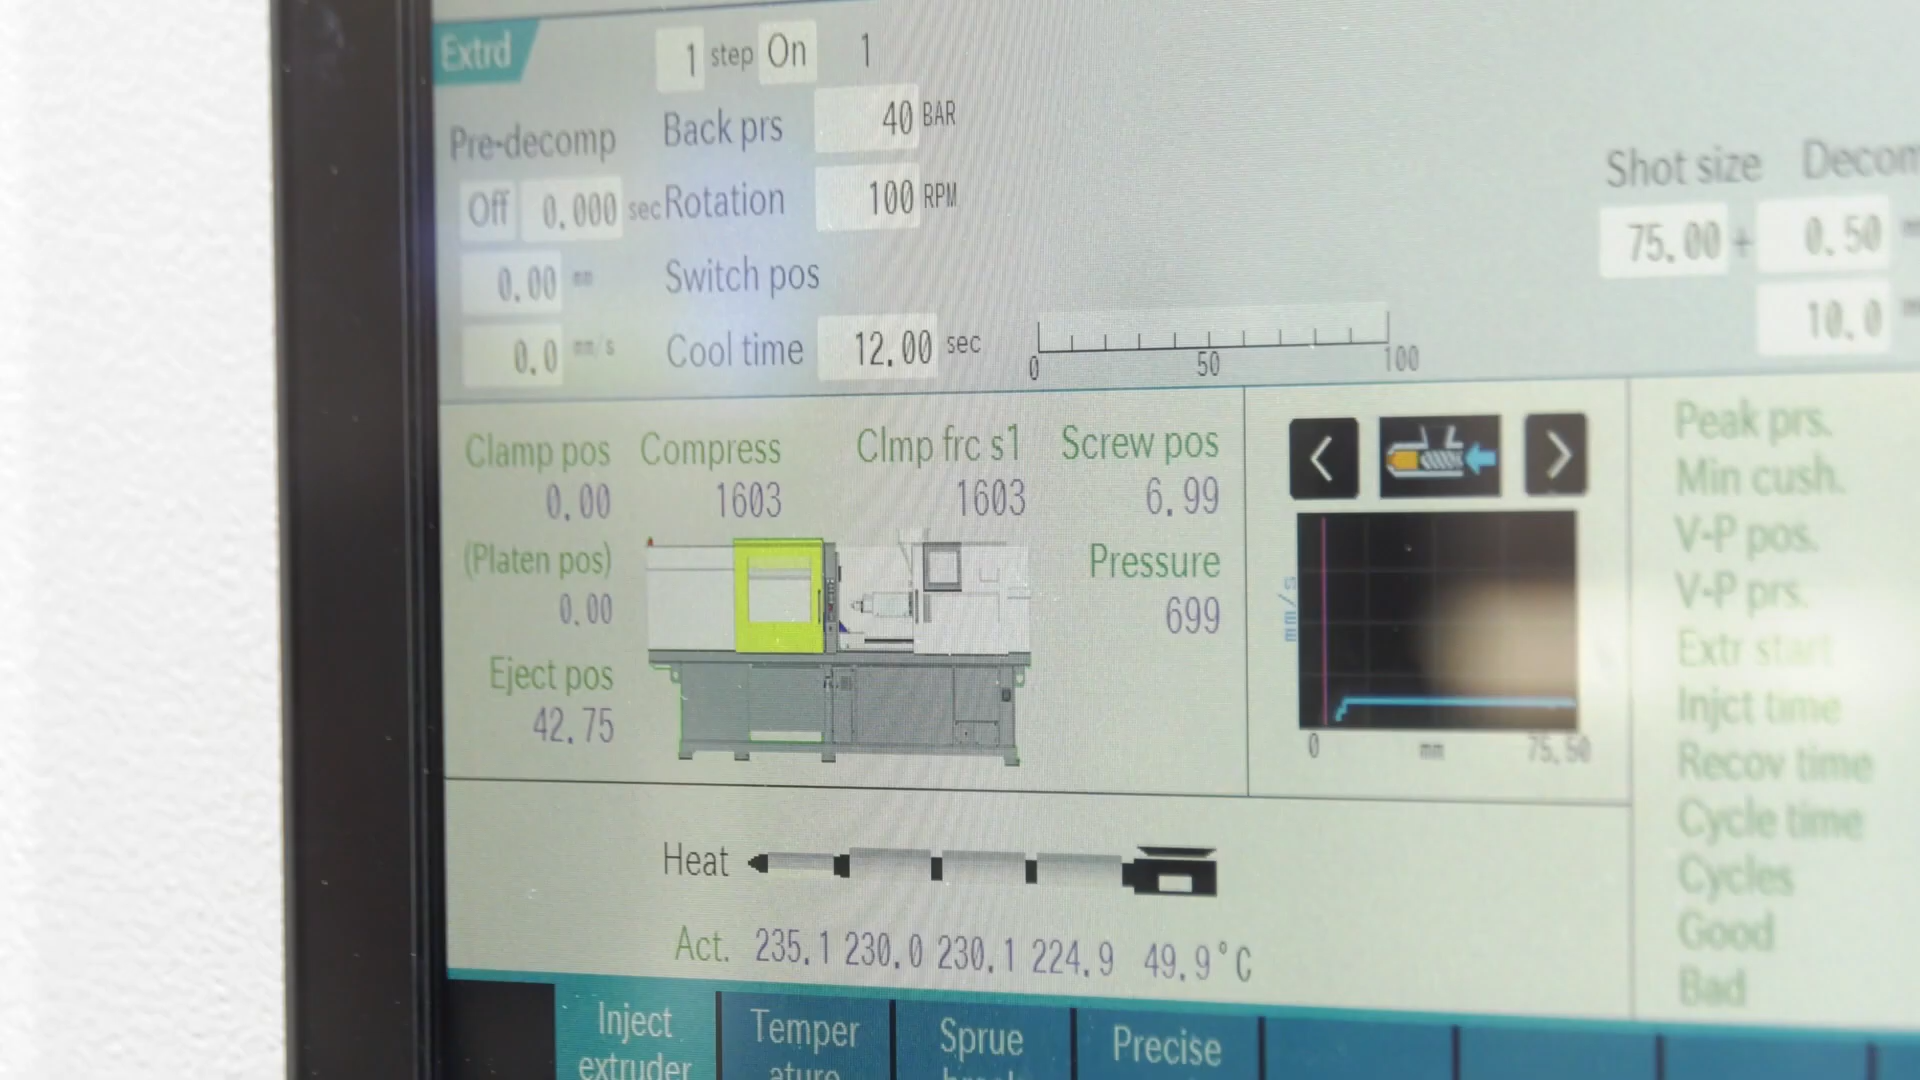 Extrd 1 step On 1
Pre-decomp Back prs 40 BAR
Shot size Decom
Off 0.000 sec Rotation 100 RPM
75.00 + 0.50
0.00 mm Switch pos
10.0
0.0 mm/s Cool time 12.00 sec
0 50 100
Clamp pos Compress Clmp frc s1 Screw pos
0.00 1603 1603 6.99
(Platen pos) Pressure
0.00 699
Eject pos
42.75
mm/s
0 mm 75.50
Peak prs.
Min cush.
V-P pos.
V-P prs.
Extr start
Injct time
Recov time
Cycle time
Cycles
Good
Bad
Heat
Act. 235.1 230.0 230.1 224.9 49.9°C
Inject
extruder
Temper
ature
Sprue
Precise